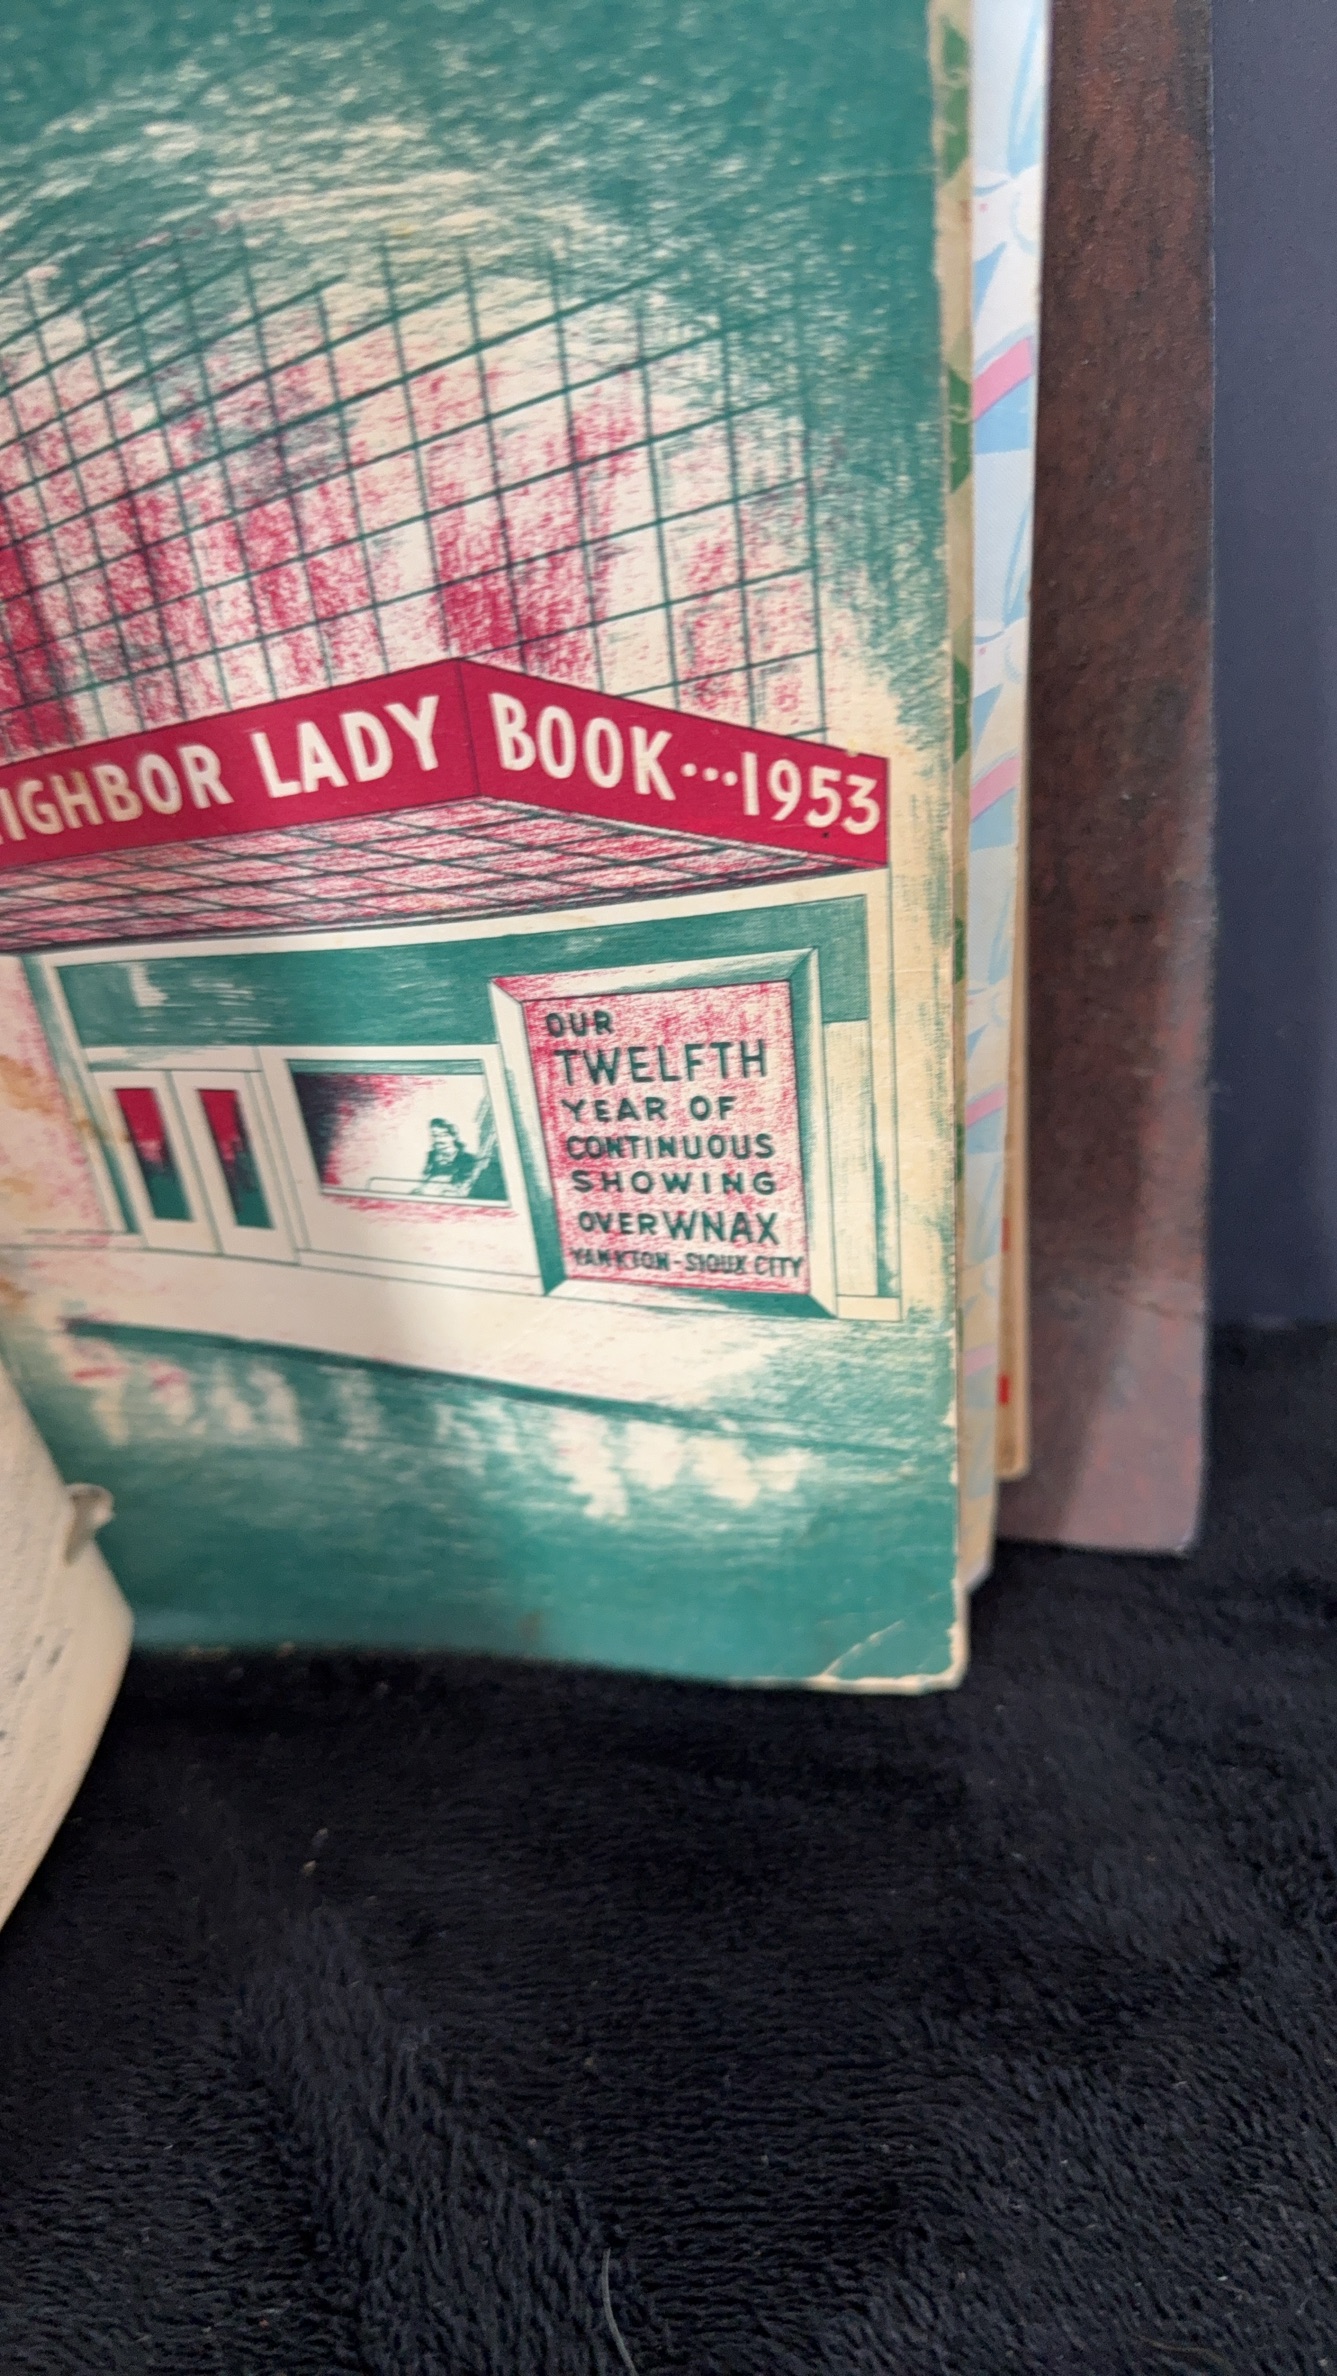 IGHBOR LADY BOOK...1953
OUR
TWELFTH
YEAR OF
CONTINUOUS
SHOWING
OVER WNAX
YANKTON-SIOUX CITY